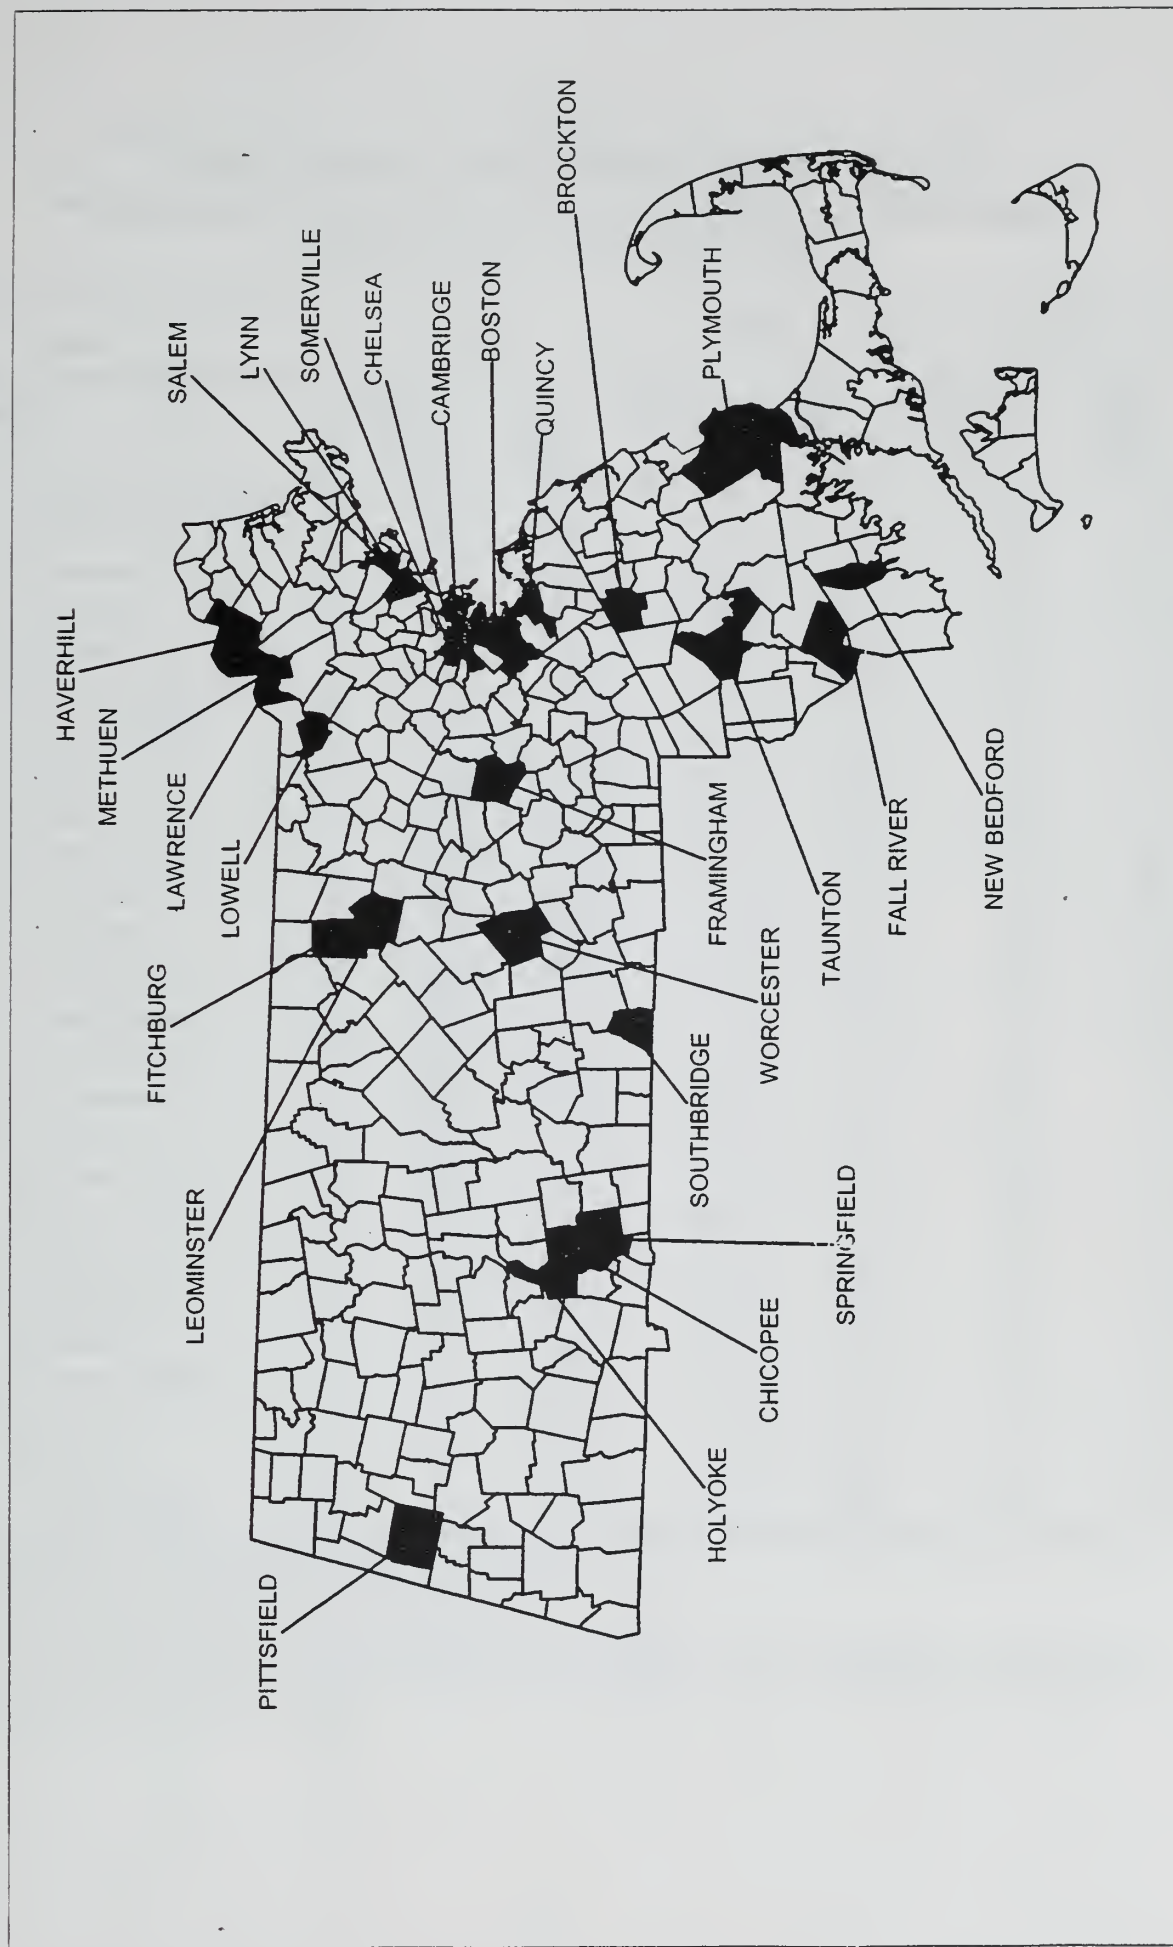 HAVERHILL
METHUEN
LAWRENCE
LOWELL
FITCHBURG
LEOMINSTER
PITTSFIELD
SALEM
LYNN
SOMERVILLE
CHELSEA
CAMBRIDGE
BOSTON
QUINCY
BROCKTON
PLYMOUTH
FRAMINGHAM
TAUNTON
FALL RIVER
NEW BEDFORD
WORCESTER
SOUTHBRIDGE
SPRINGFIELD
CHICOPEE
HOLYOKE